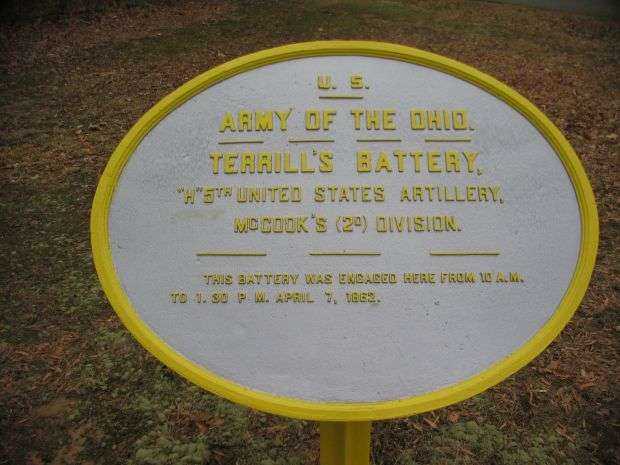 U. S.
ARMY OF THE OHIO.
TERRILL'S BATTERY,
"H" 5TH UNITED STATES ARTILLERY,
McCOOK'S (2D) DIVISION.
THIS BATTERY WAS ENGAGED HERE FROM 10 A.M.
TO 1. 30 P. M. APRIL 7, 1862.